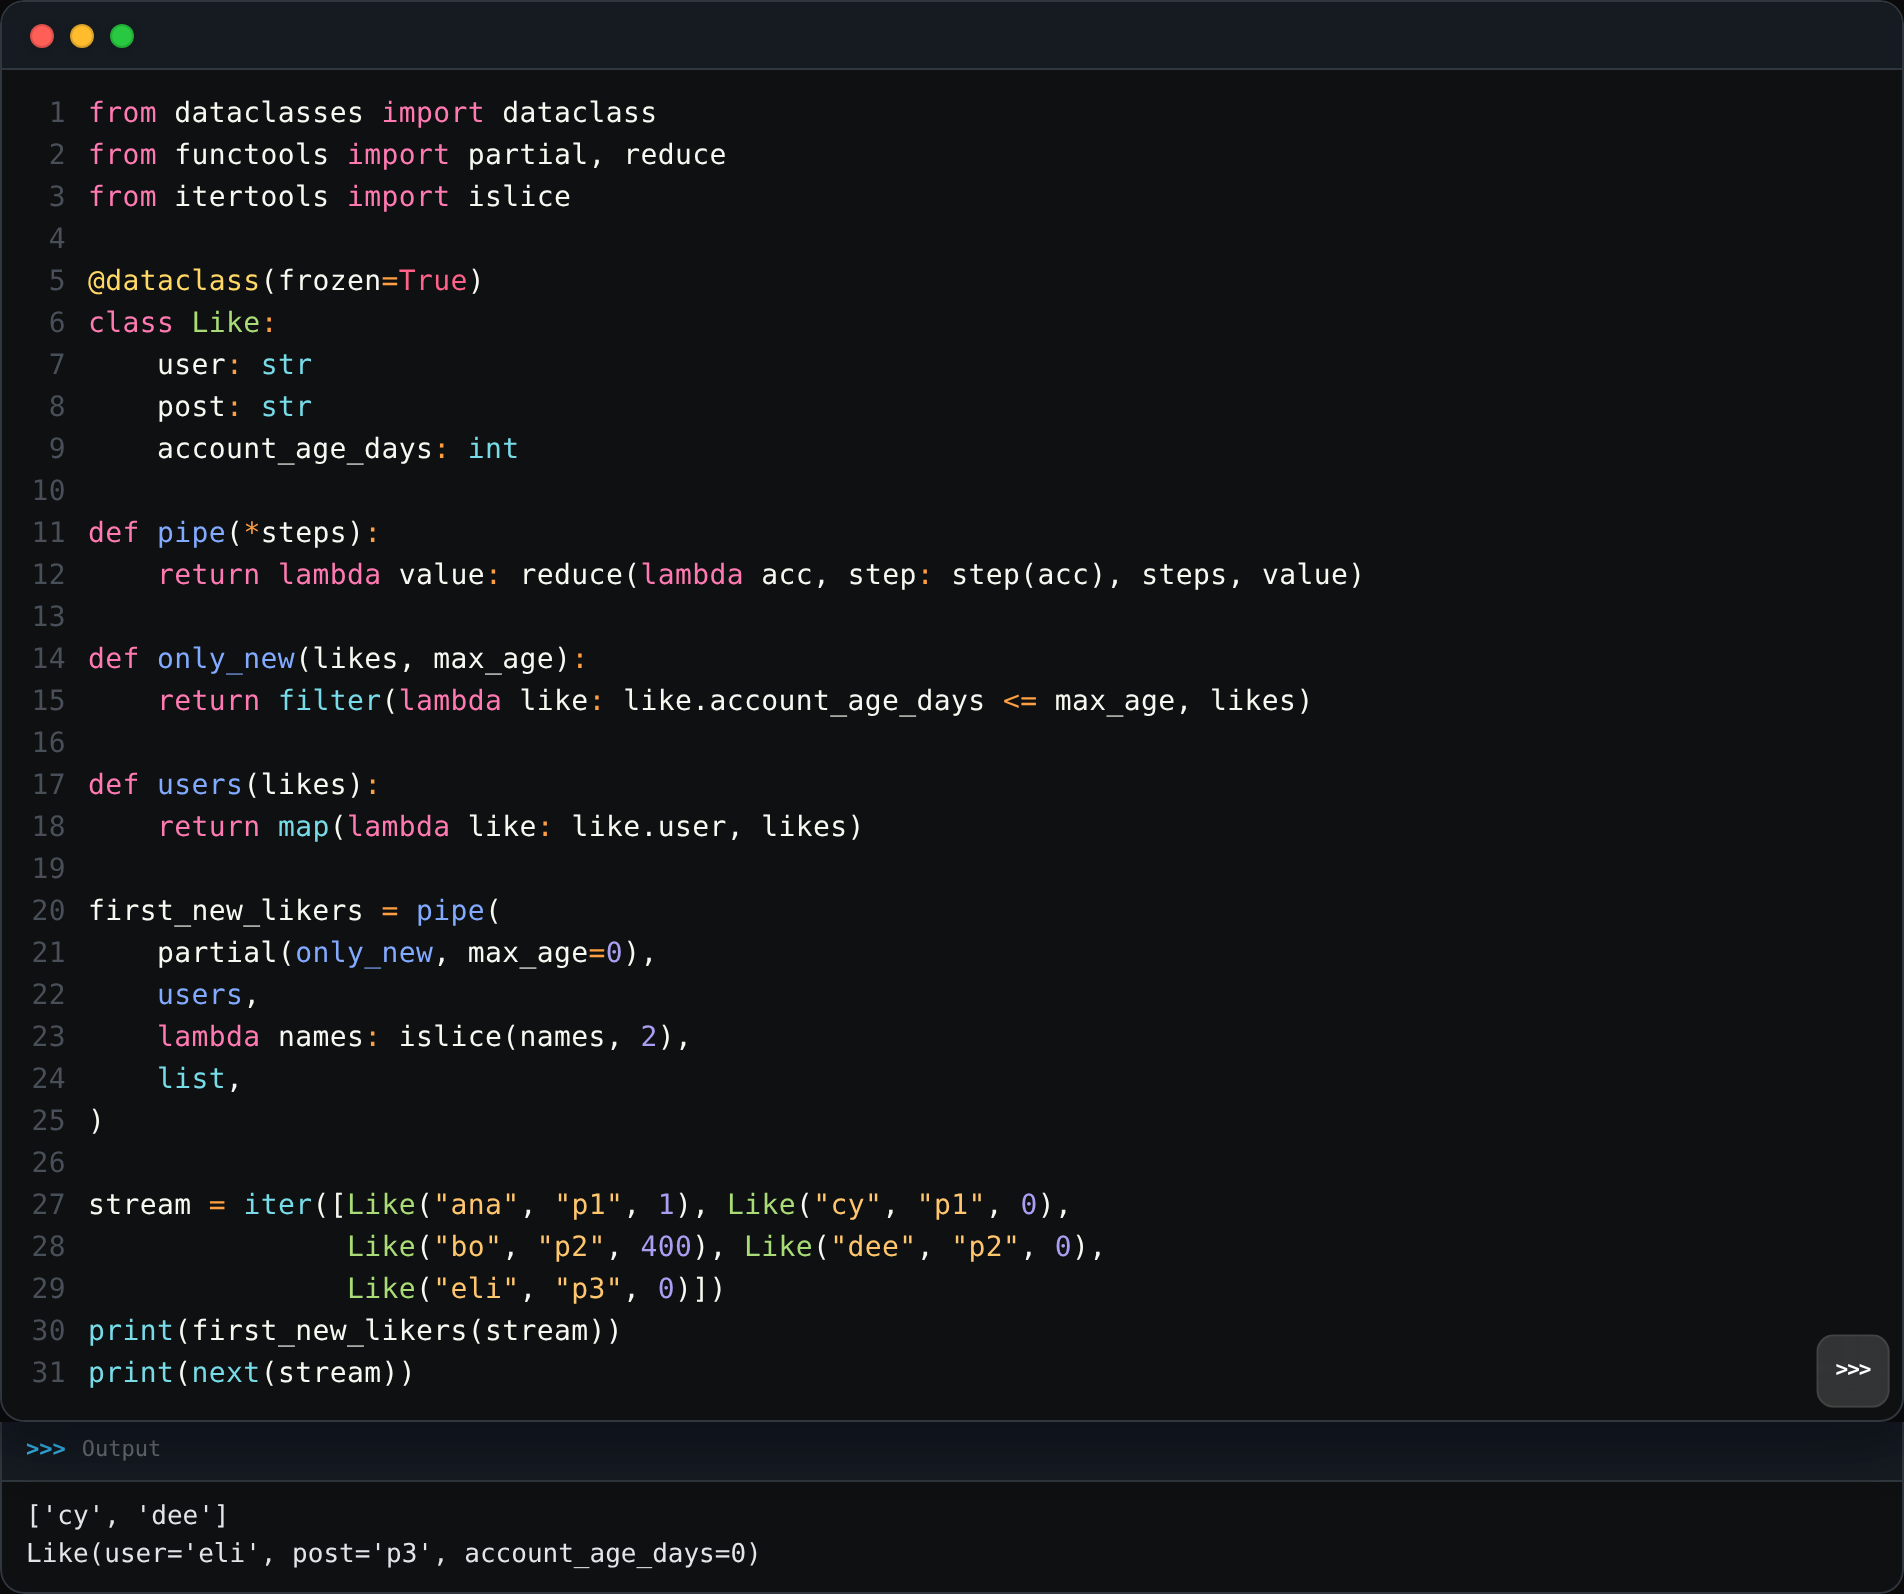 1 from dataclasses import dataclass
2 from functools import partial, reduce
3 from itertools import islice
4
5 @dataclass(frozen=True)
6 class Like:
7     user: str
8     post: str
9     account_age_days: int
10
11 def pipe(*steps):
12     return lambda value: reduce(lambda acc, step: step(acc), steps, value)
13
14 def only_new(likes, max_age):
15     return filter(lambda like: like.account_age_days <= max_age, likes)
16
17 def users(likes):
18     return map(lambda like: like.user, likes)
19
20 first_new_likers = pipe(
21     partial(only_new, max_age=0),
22     users,
23     lambda names: islice(names, 2),
24     list,
25 )
26
27 stream = iter([Like("ana", "p1", 1), Like("cy", "p1", 0),
28                Like("bo", "p2", 400), Like("dee", "p2", 0),
29                Like("eli", "p3", 0)])
30 print(first_new_likers(stream))
31 print(next(stream))
>>>
>>> Output
['cy', 'dee']
Like(user='eli', post='p3', account_age_days=0)